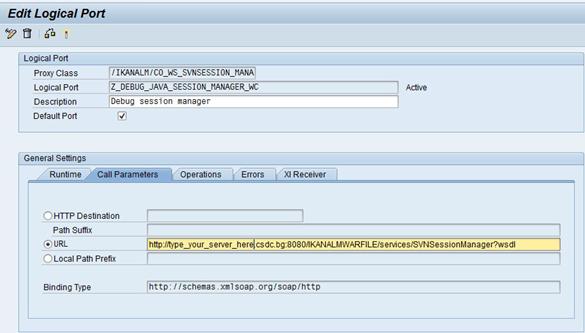 Edit Logical Port
Logical Port
Proxy Class /IKANALM/CO_WS_SVNSESSION_MANA
Logical Port Z_DEBUG_JAVA_SESSION_MANAGER_WC Active
Description Debug session manager
Default Port
General Settings
Runtime Call Parameters Operations Errors XI Receiver
HTTP Destination
Path Suffix
URL http://type_your_server_here.csdc.bg:8080/IKANALMWARFILE/services/SVNSessionManager?wsdl
Local Path Prefix
Binding Type http://schemas.xmlsoap.org/soap/http